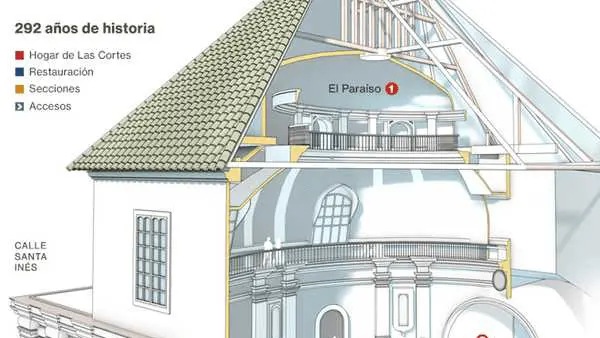 292 años de historia
Hogar de Las Cortes
Restauración
Secciones
Accesos
El Paraíso 1
CALLE
SANTA
INÉS